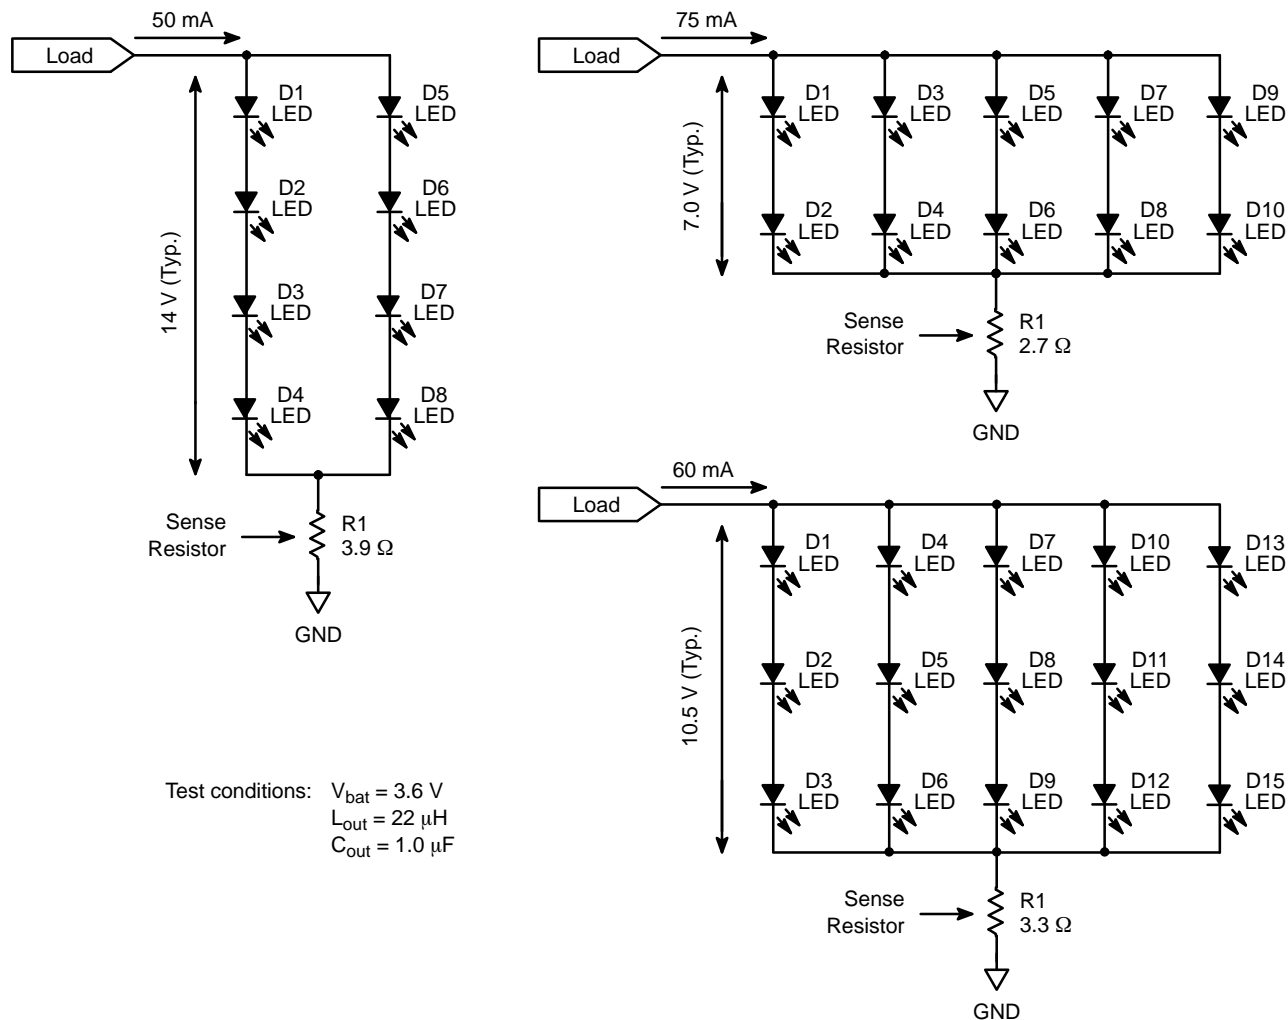 50 mA
Load
14 V (Typ.)
D1
LED
D5
LED
D2
LED
D6
LED
D3
LED
D7
LED
D4
LED
D8
LED
Sense
Resistor
R1
3.9 Ω
GND
75 mA
Load
7.0 V (Typ.)
D1
LED
D3
LED
D5
LED
D7
LED
D9
LED
D2
LED
D4
LED
D6
LED
D8
LED
D10
LED
Sense
Resistor
R1
2.7 Ω
GND
60 mA
Load
10.5 V (Typ.)
D1
LED
D4
LED
D7
LED
D10
LED
D13
LED
D2
LED
D5
LED
D8
LED
D11
LED
D14
LED
D3
LED
D6
LED
D9
LED
D12
LED
D15
LED
Sense
Resistor
R1
3.3 Ω
GND
Test conditions: Vbat = 3.6 V
Lout = 22 μH
Cout = 1.0 μF